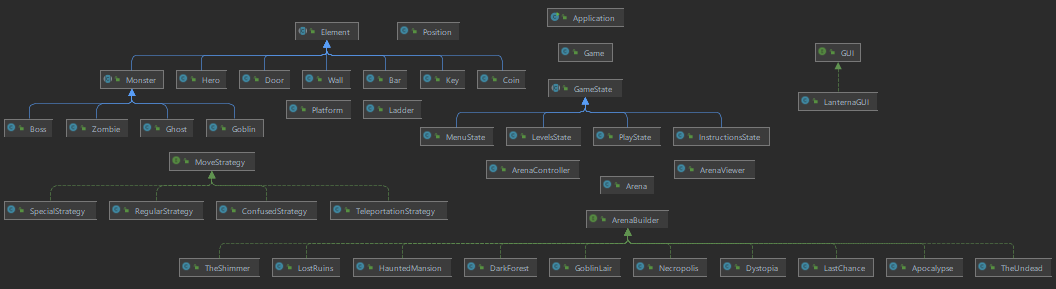 Application
Element
Position
Game
GUI
Monster
Hero
Door
Wall
Bar
Key
Coin
GameState
LanternaGUI
Platform
Ladder
Boss
Zombie
Ghost
Goblin
MenuState
LevelsState
PlayState
InstructionsState
MoveStrategy
ArenaController
ArenaViewer
Arena
SpecialStrategy
RegularStrategy
ConfusedStrategy
TeleportationStrategy
ArenaBuilder
TheShimmer
LostRuins
HauntedMansion
DarkForest
GoblinLair
Necropolis
Dystopia
LastChance
Apocalypse
TheUndead